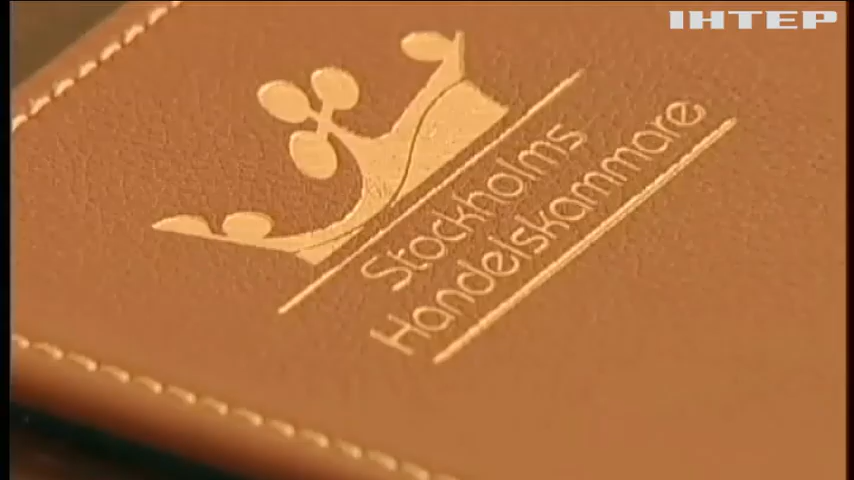 ІНТЕР
Stockholms
Handelskammare